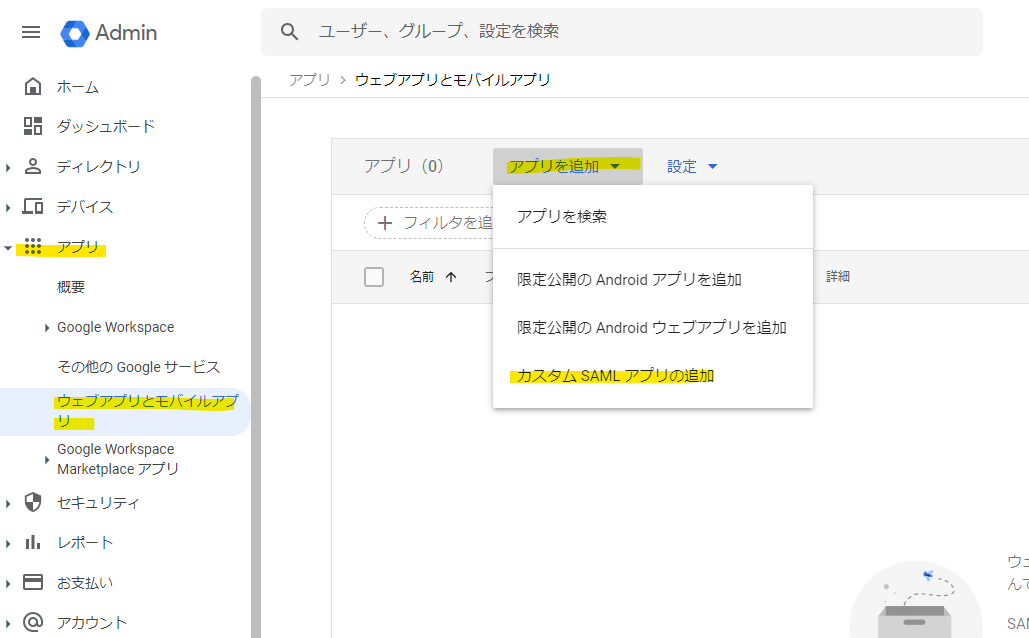 Admin
ユーザー、グループ、設定を検索
ホーム
ダッシュボード
ディレクトリ
デバイス
アプリ
概要
Google Workspace
その他の Google サービス
ウェブアプリとモバイルアプ
リ
Google Workspace
Marketplace アプリ
セキュリティ
レポート
お支払い
アカウント
アプリ > ウェブアプリとモバイルアプリ
アプリ（0）
アプリを追加
設定
+ フィルタを追
アプリを検索
限定公開の Android アプリを追加
限定公開の Android ウェブアプリを追加
カスタム SAML アプリの追加
名前
詳細
ウェ
んで
SAM